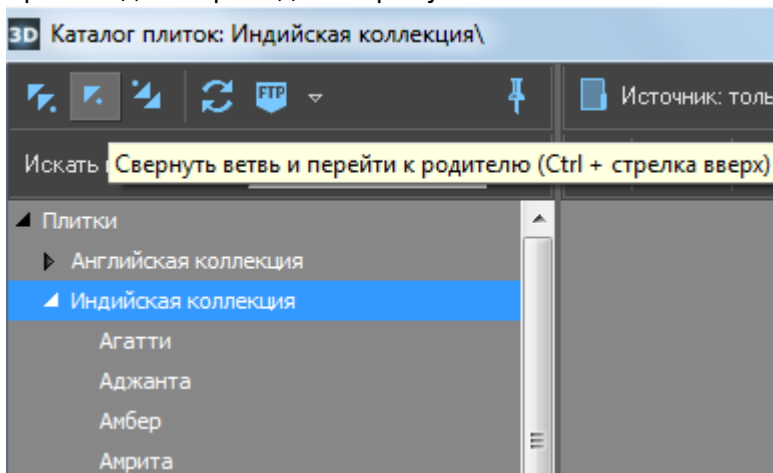 3D Каталог плиток: Индийская коллекция\
FTP
Источник: толь
Искать
Свернуть ветвь и перейти к родителю (Ctrl + стрелка вверх)
Плитки
Английская коллекция
Индийская коллекция
Агатти
Аджанта
Амбер
Амрита